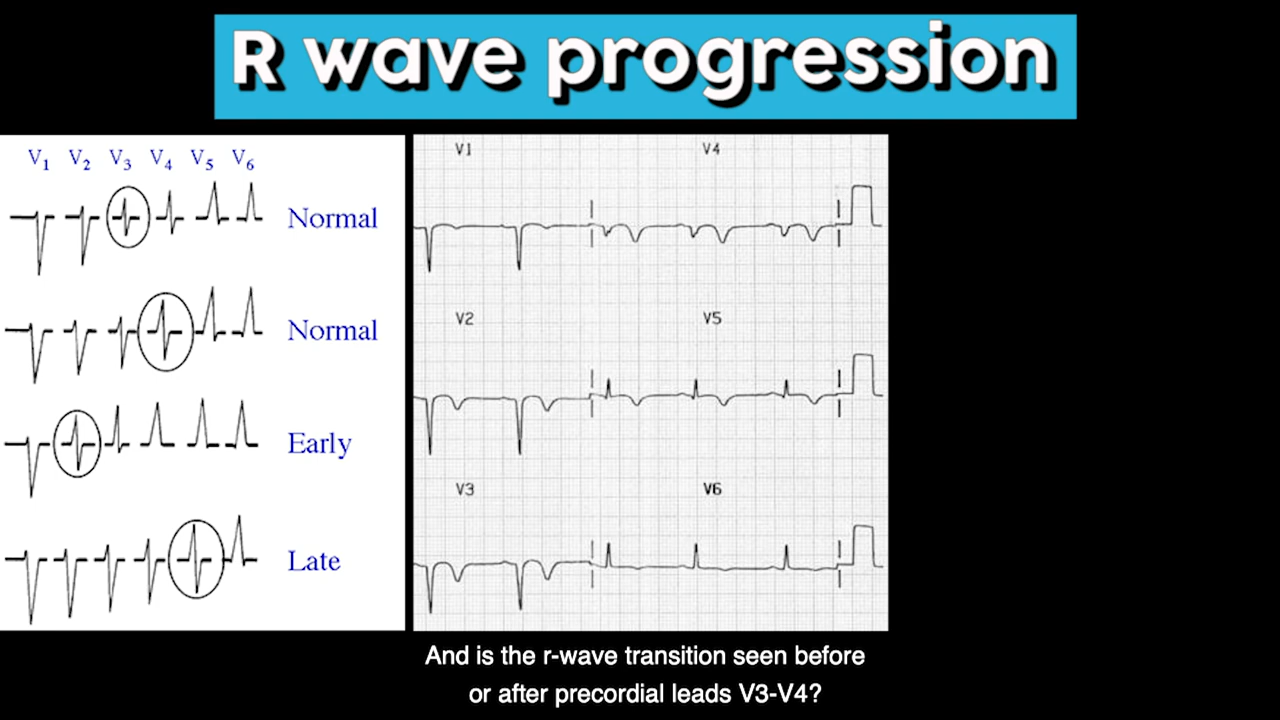 R wave progression
V1 V2 V3 V4 V5 V6
Normal
Normal
Early
Late
V1 V4
V2 V5
V3 V6
And is the r-wave transition seen before
or after precordial leads V3-V4?